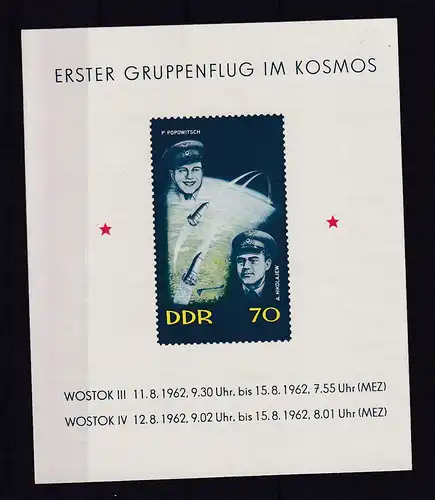 ERSTER GRUPPENFLUG IM KOSMOS
P. POPOWITSCH
A. NIKOLAJEW
DDR 70
WOSTOK III 11.8.1962, 9.30 Uhr, bis 15.8.1962, 7.55 Uhr (MEZ)
WOSTOK IV 12.8.1962, 9.02 Uhr, bis 15.8.1962, 8.01 Uhr (MEZ)